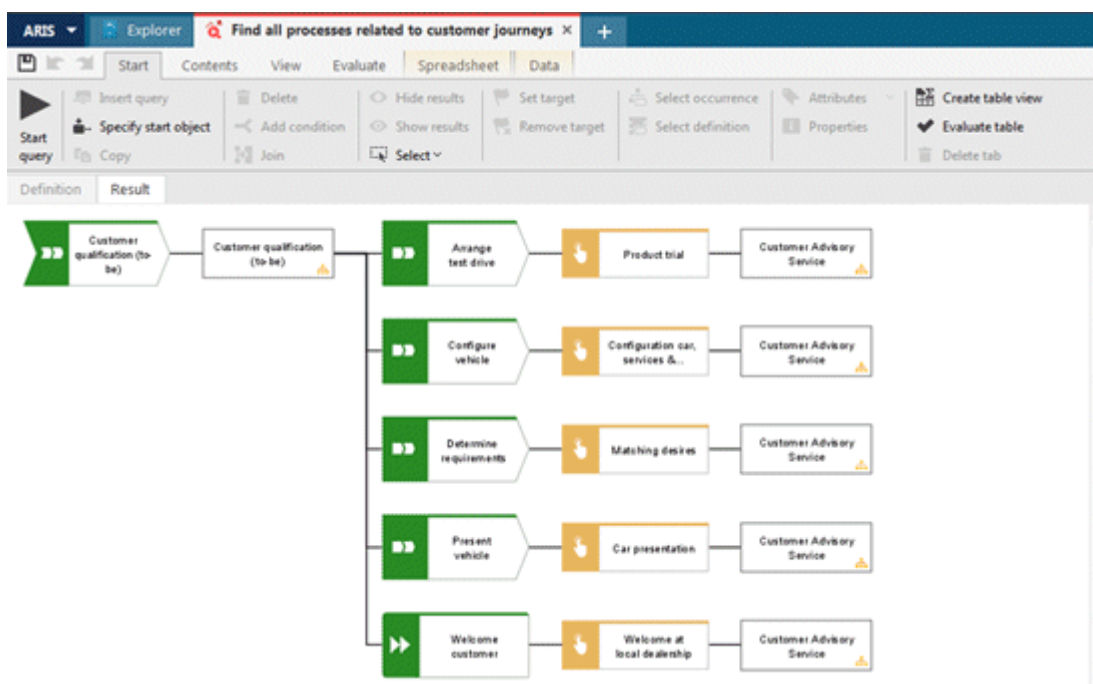 ARIS Explorer Find all processes related to customer journeys × +
Start Contents View Evaluate Spreadsheet Data
Start
query
Insert query
Specify start object
Copy
Delete
Add condition
Join
Hide results
Show results
Select
Set target
Remove target
Select occurrence
Select definition
Attributes
Properties
Create table view
Evaluate table
Delete tab
Definition Result
Customer
qualification (to-
be)
Customer qualification
(to-be)
Arrange
test drive
Product trial
Customer Advisory
Service
Configure
vehicle
Configuration car,
services &...
Customer Advisory
Service
Determine
requirements
Matching desires
Customer Advisory
Service
Present
vehicle
Car presentation
Customer Advisory
Service
Welcome
customer
Welcome at
local dealership
Customer Advisory
Service